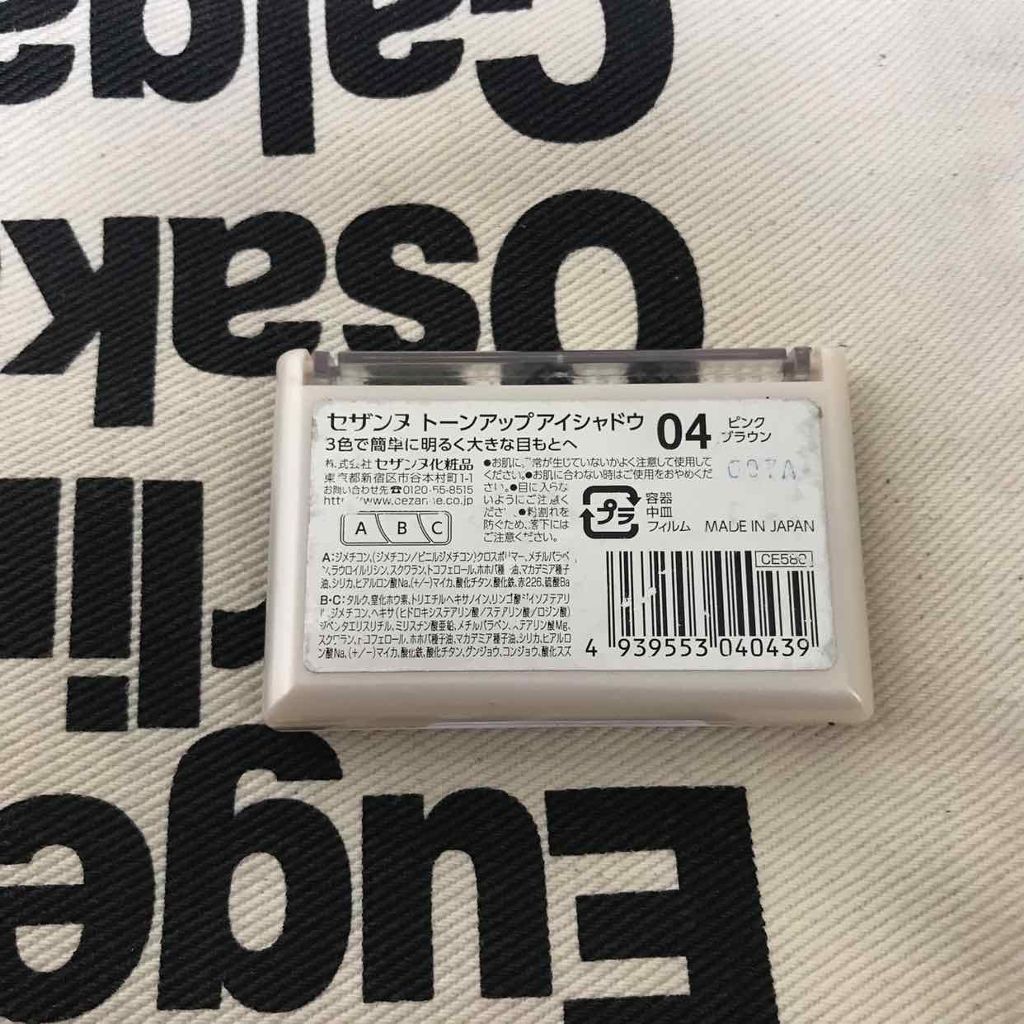 Calga
Osaka
Eugen
セザンヌ トーンアップアイシャドウ
3色で簡単に明るく大きな目もとへ
04
ピンク
ブラウン
株式会社 セザンヌ化粧品
東京都新宿区市谷本村町1-1
お問い合わせ先☎0120-55-8515
●お肌に 常が生じていないかよく注意して使用して
ください。●お肌に合わない時はご使用をおやめくだ
さい。●目に入らな
いようにご注意く
ださ 。●粉割れを
防ぐため、落下には
ご注意ください。
C07A
プラ
容器
中皿
フィルム
MADE IN JAPAN
A B C
A:ジメチコン、(ジメチコン/ビニルジメチコン)クロスポリマー、メチルパラベ
ン、ラウロイルリシン、スクワラン、トコフェロール、ホホバ種 油、マカデミア種子
油、シリカ、ヒアルロン酸Na、(+/-)マイカ、酸化チタン、酸化鉄、赤226、硫酸Ba
B・C:タルク、窒化ホウ素、トリエチルヘキサノイン、リンゴ酸ジイソステアリ
、ジメチコン、ヘキサ(ヒドロキシステアリン酸/ステアリン酸/ロジン酸)
ジペンタエリスリチル、ミリスチン酸亜鉛、メチルパラベン、ステアリン酸Mg、
スクワラン、トコフェロール、ホホバ種子油、マカデミア種子油、シリカ、ヒアルロ
ン酸Na、(+/-)マイカ、酸化鉄、酸化チタン、グンジョウ、コンジョウ、酸化スズ
CE580
4 939553 040439